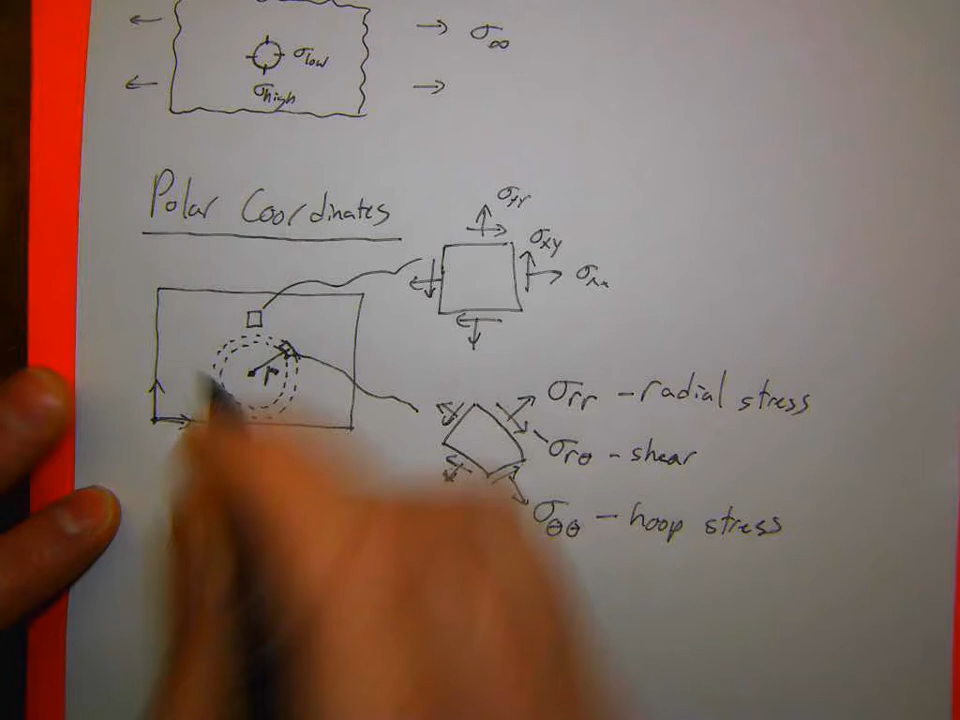 σ∞
σlow
σhigh
Polar Coordinates
σyy
σxy
σxx
r
σrr - radial stress
σrθ - shear
σθθ - hoop stress